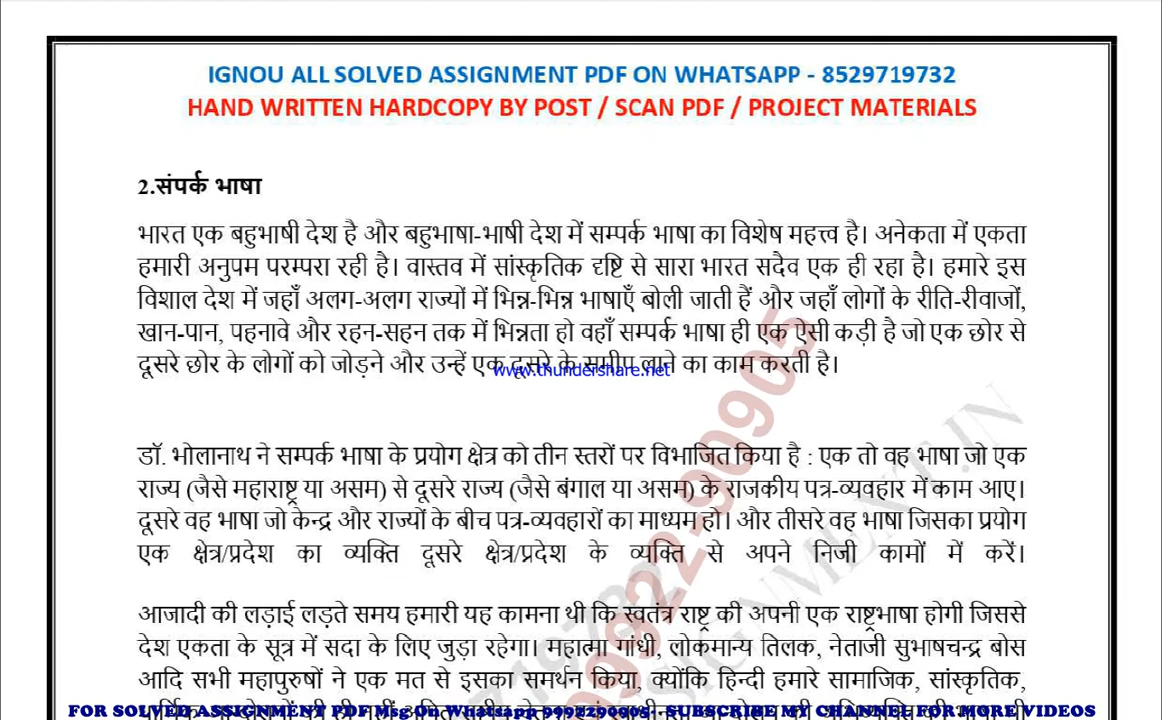 IGNOU ALL SOLVED ASSIGNMENT PDF ON WHATSAPP - 8529719732
HAND WRITTEN HARDCOPY BY POST / SCAN PDF / PROJECT MATERIALS
2.संपर्क भाषा
भारत एक बहुभाषी देश है और बहुभाषा-भाषी देश में सम्पर्क भाषा का विशेष महत्त्व है। अनेकता में एकता
हमारी अनुपम परम्परा रही है। वास्तव में सांस्कृतिक दृष्टि से सारा भारत सदैव एक ही रहा है। हमारे इस
विशाल देश में जहाँ अलग-अलग राज्यों में भिन्न-भिन्न भाषाएँ बोली जाती हैं और जहाँ लोगों के रीति-रीवाजों,
खान-पान, पहनावे और रहन-सहन तक में भिन्नता हो वहाँ सम्पर्क भाषा ही एक ऐसी कड़ी है जो एक छोर से
दूसरे छोर के लोगों को जोड़ने और उन्हें एक दूसरे के समीप लाने का काम करती है।
www.thundershare.net
डॉ. भोलानाथ ने सम्पर्क भाषा के प्रयोग क्षेत्र को तीन स्तरों पर विभाजित किया है : एक तो वह भाषा जो एक
राज्य (जैसे महाराष्ट्र या असम) से दूसरे राज्य (जैसे बंगाल या असम) के राजकीय पत्र-व्यवहार में काम आए।
दूसरे वह भाषा जो केन्द्र और राज्यों के बीच पत्र-व्यवहारों का माध्यम हो। और तीसरे वह भाषा जिसका प्रयोग
एक क्षेत्र/प्रदेश का व्यक्ति दूसरे क्षेत्र/प्रदेश के व्यक्ति से अपने निजी कामों में करें।
आजादी की लड़ाई लड़ते समय हमारी यह कामना थी कि स्वतंत्र राष्ट्र की अपनी एक राष्ट्रभाषा होगी जिससे
देश एकता के सूत्र में सदा के लिए जुड़ा रहेगा। महात्मा गांधी, लोकमान्य तिलक, नेताजी सुभाषचन्द्र बोस
आदि सभी महापुरुषों ने एक मत से इसका समर्थन किया, क्योंकि हिन्दी हमारे सामाजिक, सांस्कृतिक,
FOR SOLVED ASSIGNMENT PDF Msg On Whatsapp 9992290905 - SUBSCRIBE MY CHANNEL FOR MORE VIDEOS